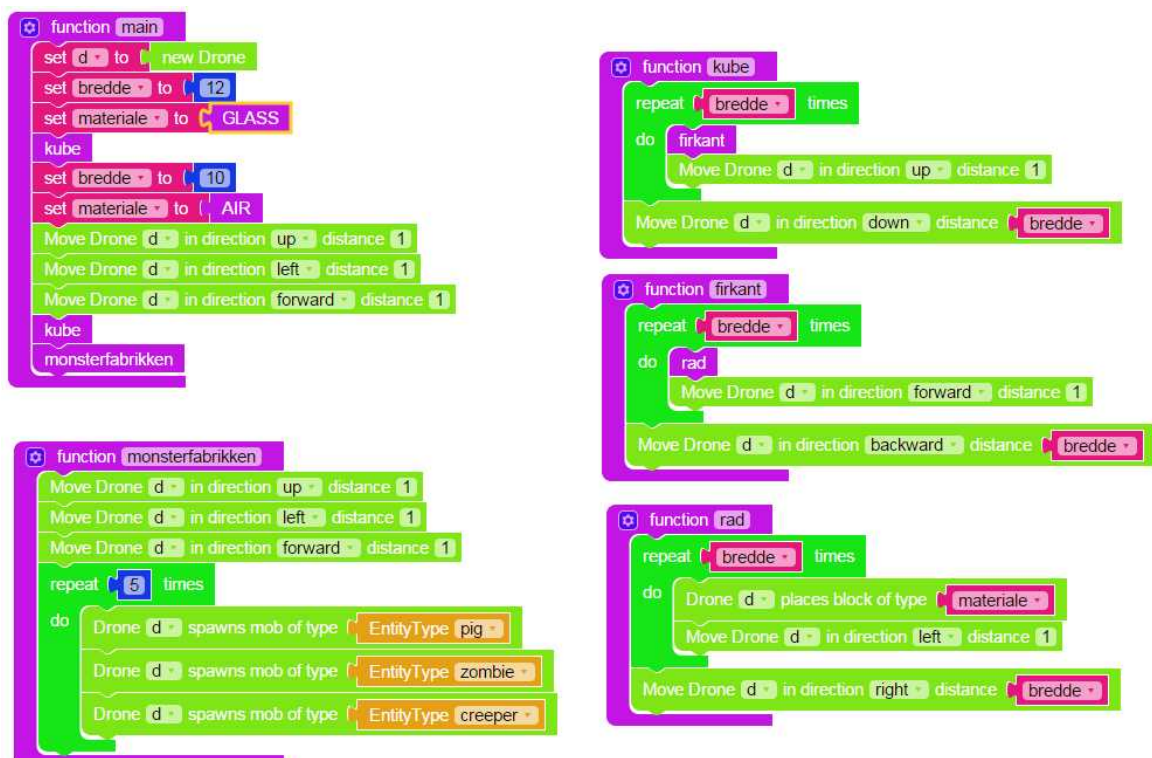 function main
set d to new Drone
set bredde to 12
set materiale to GLASS
kube
set bredde to 10
set materiale to AIR
Move Drone d in direction up distance 1
Move Drone d in direction left distance 1
Move Drone d in direction forward distance 1
kube
monsterfabrikken
function monsterfabrikken
Move Drone d in direction up distance 1
Move Drone d in direction left distance 1
Move Drone d in direction forward distance 1
repeat 5 times
do Drone d spawns mob of type EntityType pig
Drone d spawns mob of type EntityType zombie
Drone d spawns mob of type EntityType creeper
function kube
repeat bredde times
do firkant
Move Drone d in direction up distance 1
Move Drone d in direction down distance bredde
function firkant
repeat bredde times
do rad
Move Drone d in direction forward distance 1
Move Drone d in direction backward distance bredde
function rad
repeat bredde times
do Drone d places block of type materiale
Move Drone d in direction left distance 1
Move Drone d in direction right distance bredde